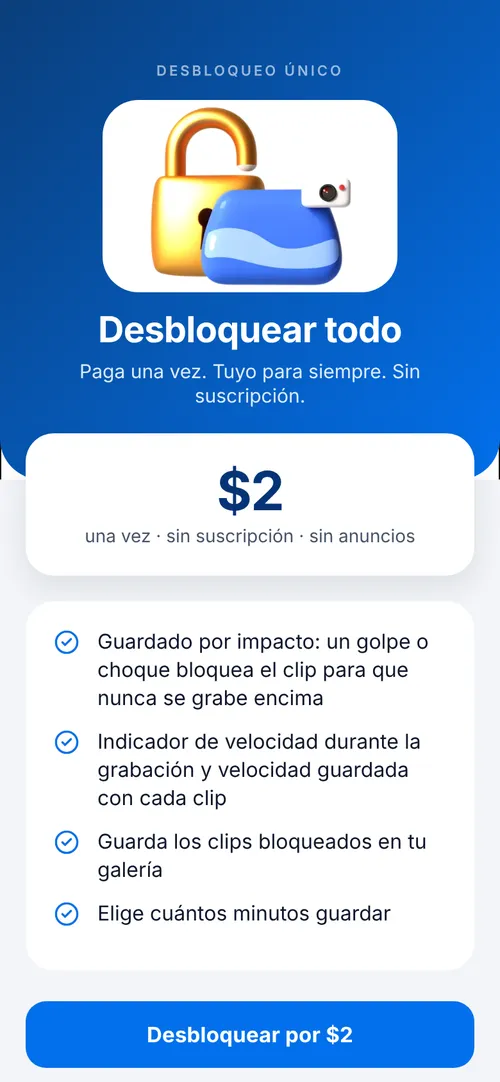 DESBLOQUEO ÚNICO
Desbloquear todo
Paga una vez. Tuyo para siempre. Sin
suscripción.
$2
una vez · sin suscripción · sin anuncios
Guardado por impacto: un golpe o
choque bloquea el clip para que
nunca se grabe encima
Indicador de velocidad durante la
grabación y velocidad guardada
con cada clip
Guarda los clips bloqueados en tu
galería
Elige cuántos minutos guardar
Desbloquear por $2